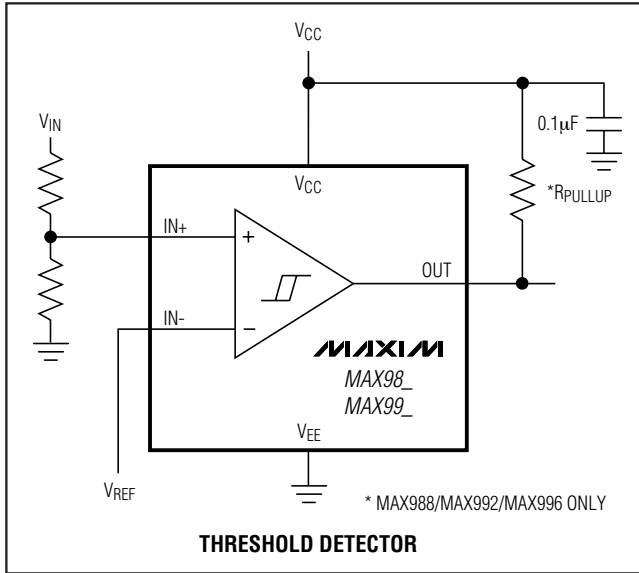 VCC
VIN
0.1μF
VCC
*RPULLUP
IN+
+
OUT
IN-
−
MAXIM
MAX98_
MAX99_
VEE
VREF
* MAX988/MAX992/MAX996 ONLY
THRESHOLD DETECTOR